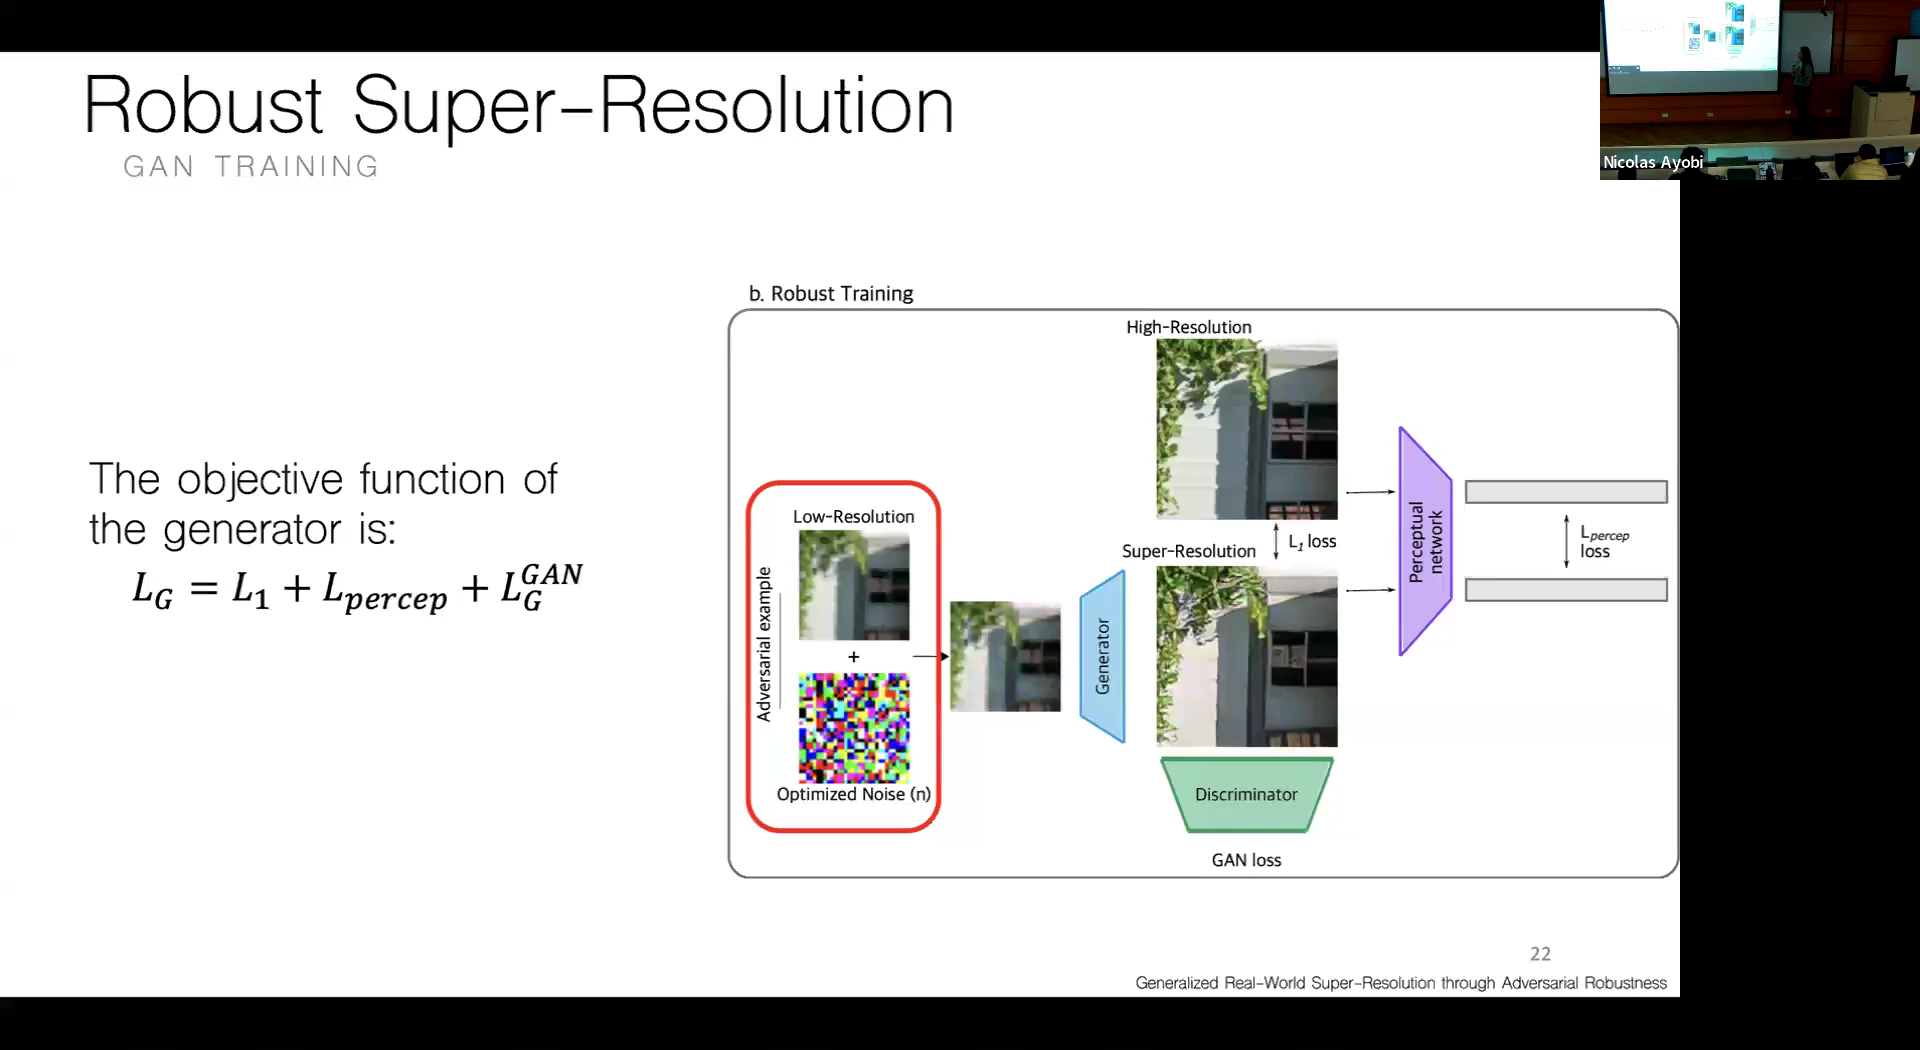 Robust Super-Resolution
GAN TRAINING
Nicolas Ayobi
The objective function of
the generator is:
L_G = L_1 + L_percep + L_G^GAN
b. Robust Training
High-Resolution
Low-Resolution
Adversarial example
+
Optimized Noise (n)
Generator
Super-Resolution
L_1 loss
Discriminator
GAN loss
Perceptual
network
L_percep
loss
22
Generalized Real-World Super-Resolution through Adversarial Robustness